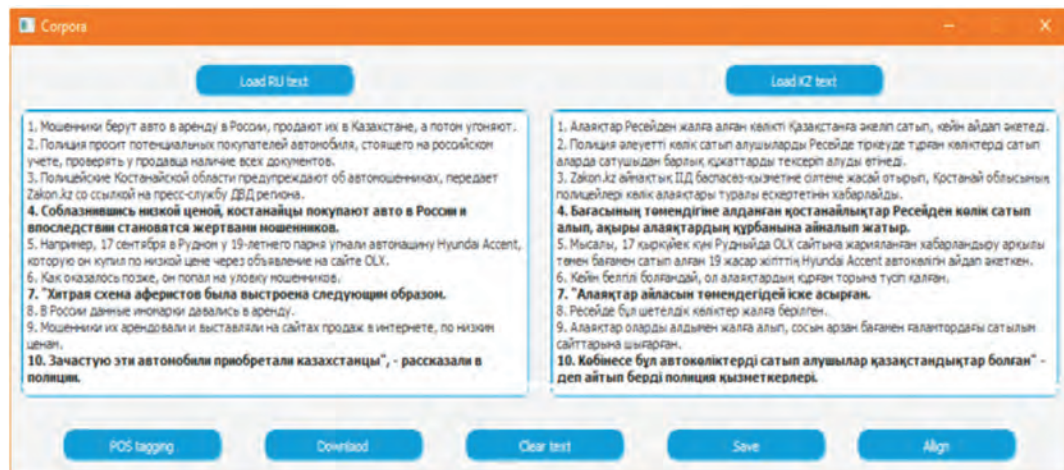 Corpora
Load RU text
Load KZ text
1. Мошенники берут авто в аренду в России, продают их в Казахстане, а потом угоняют.
2. Полиция просит потенциальных покупателей автомобиля, стоящего на российском
учете, проверять у продавца наличие всех документов.
3. Полицейские Костанайской области предупреждают об автомошенниках, передает
Zakon.kz со ссылкой на пресс-службу ДВД региона.
4. Соблазнившись низкой ценой, костанайцы покупают авто в России и
впоследствии становятся жертвами мошенников.
5. Например, 17 сентября в Рудном у 19-летнего парня угнали автомашину Hyundai Accent,
которую он купил по низкой цене через объявление на сайте OLX.
6. Как оказалось позже, он попал на уловку мошенников.
7. "Хитрая схема аферистов была выстроена следующим образом.
8. В России данные иномарки давались в аренду.
9. Мошенники их арендовали и выставляли на сайтах продаж в интернете, по низким
ценам.
10. Зачастую эти автомобили приобретали казахстанцы", - рассказали в
полиции.
1. Алаяқтар Ресейден жалға алған көлікті Қазақстанға әкеліп сатып, кейін айдап әкетеді.
2. Полиция әлеуетті көлік сатып алушыларды Ресейде тіркеуде тұрған көліктерді сатып
аларда сатушыдан барлық құжаттарды тексеріп алуды өтінеді.
3. Zakon.kz айнақтық ІІД баспасөз-қызметіне сілтеме жасай отырып, Қостанай облысының
полицейлері көлік алаяқтары туралы ескертетінін хабарлайды.
4. Бағасының төмендігіне алданған қостанайлықтар Ресейден көлік сатып
алып, ақыры алаяқтардың құрбанына айналып жатыр.
5. Мысалы, 17 қыркүйек күні Рудныйда OLX сайтына жарияланған хабарландыру арқылы
төмен бағамен сатып алған 19 жасар жігіттің Hyundai Accent автокөлігін айдап әкеткен.
6. Кейін белгілі болғандай, ол алаяқтардың құрған торына түсіп қалған.
7. "Алаяқтар айласын төмендегідей іске асырған.
8. Ресейде бұл шетелдік көліктер жалға берілген.
9. Алаяқтар оларды алдымен жалға алып, сосын арзан бағамен ғаламтордағы сатылым
сайттарына шығарған.
10. Көбінесе бұл автокөліктерді сатып алушылар қазақстандықтар болған" -
деп айтып берді полиция қызметкерлері.
POS tagging
Download
Clear text
Save
Align